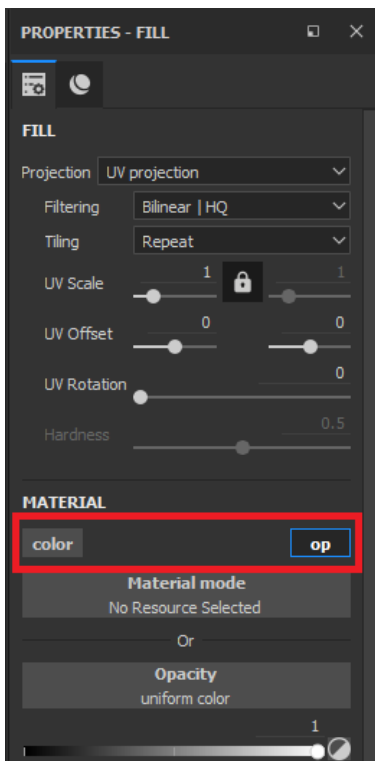 PROPERTIES - FILL
FILL
Projection UV projection
Filtering Bilinear | HQ
Tiling Repeat
UV Scale 1 1
UV Offset 0 0
UV Rotation 0
Hardness 0.5
MATERIAL
color op
Material mode
No Resource Selected
Or
Opacity
uniform color
1